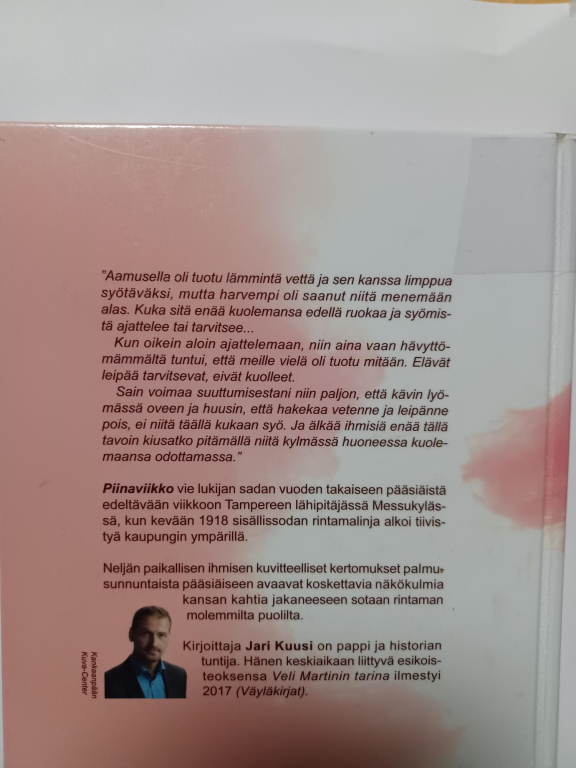 "Aamusella oli tuotu lämmintä vettä ja sen kanssa limppua
syötäväksi, mutta harvempi oli saanut niitä menemään
alas. Kuka sitä enää kuolemansa edellä ruokaa ja syömis-
tä ajattelee tai tarvitsee...
Kun oikein aloin ajattelemaan, niin aina vaan hävyttö-
mämmältä tuntui, että meille vielä oli tuotu mitään. Elävät
leipää tarvitsevat, eivät kuolleet.
Sain voimaa suuttumisestani niin paljon, että kävin lyö-
mässä oveen ja huusin, että hakekaa vetenne ja leipänne
pois, ei niitä täällä kukaan syö. Ja älkää ihmisiä enää tällä
tavoin kiusatko pitämällä niitä kylmässä huoneessa kuole-
maansa odottamassa."
Piinaviikko vie lukijan sadan vuoden takaiseen pääsiäistä
edeltävään viikkoon Tampereen lähipitäjässä Messukyläs-
sä, kun kevään 1918 sisällissodan rintamalinja alkoi tiivis-
tyä kaupungin ympärillä.
Neljän paikallisen ihmisen kuvitteelliset kertomukset palmu-
sunnuntaista pääsiäiseen avaavat koskettavia näkökulmia
kansan kahtia jakaneeseen sotaan rintaman
molemmilta puolilta.
Kirjoittaja Jari Kuusi on pappi ja historian
tuntija. Hänen keskiaikaan liittyvä esikois-
teoksensa Veli Martinin tarina ilmestyi
2017 (Väyläkirjat).
Kankaanpään
Kuva-Center